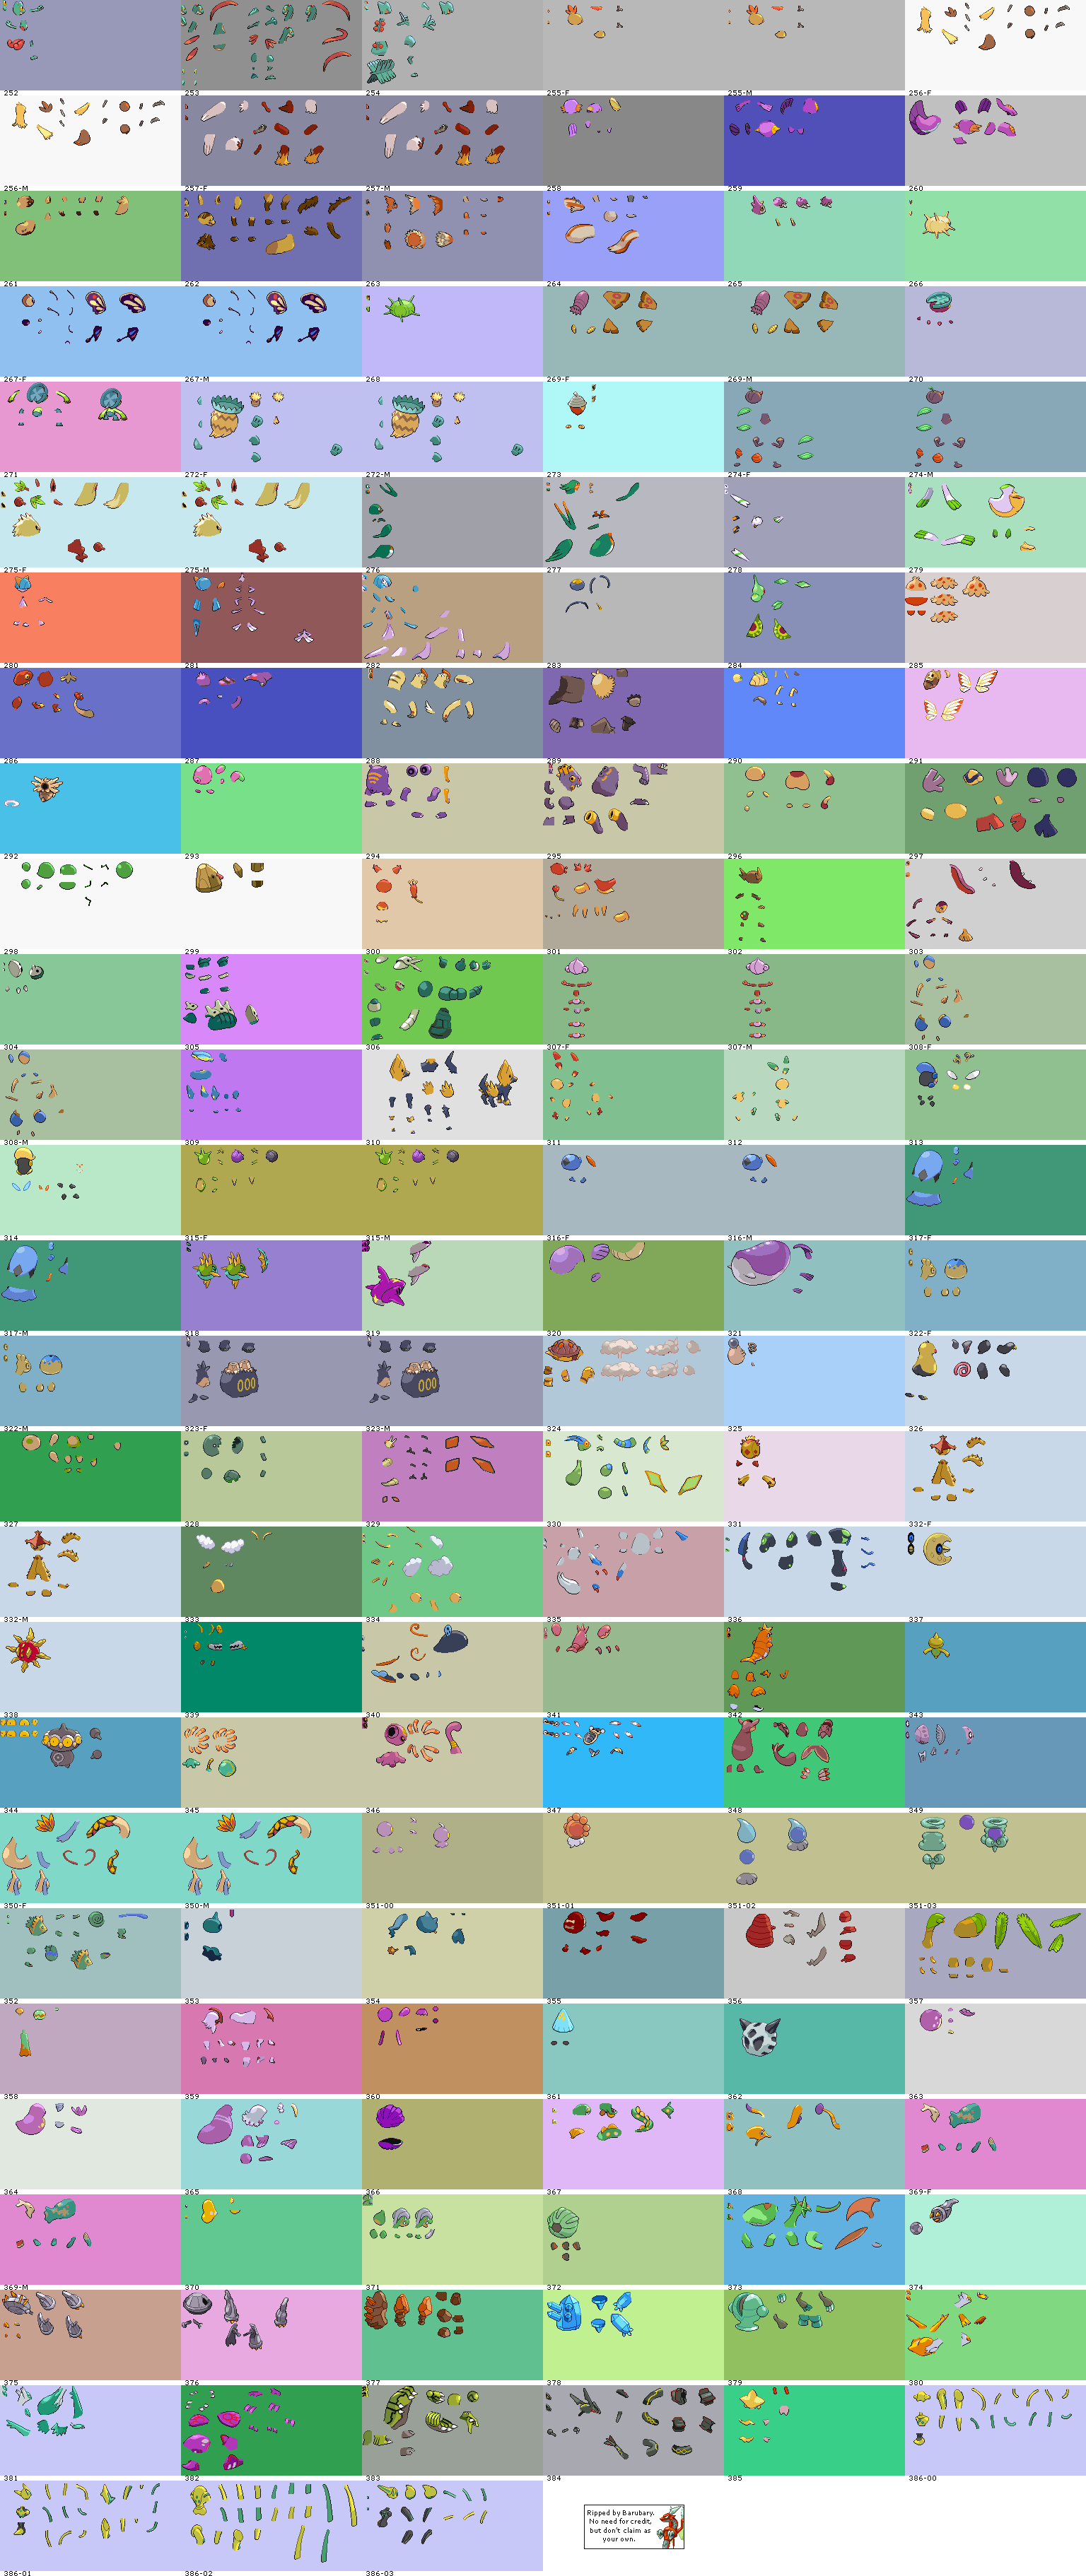 252 253 254 255-F 255-M 256-F
256-M 257-F 257-M 258 259 260
261 262 263 264 265 266
267-F 267-M 268 269-F 269-M 270
271 272-F 272-M 273 274-F 274-M
275-F 275-M 276 277 278 279
280 281 282 283 284 285
286 287 288 289 290 291
292 293 294 295 296 297
298 299 300 301 302 303
304 305 306 307-F 307-M 308-F
308-M 309 310 311 312 313
314 315-F 315-M 316-F 316-M 317-F
317-M 318 319 320 321 322-F
322-M 323-F 323-M 324 325 326
327 328 329 330 331 332-F
332-M 333 334 335 336 337
338 339 340 341 342 343
344 345 346 347 348 349
350-F 350-M 351-00 351-01 351-02 351-03
352 353 354 355 356 357
358 359 360 361 362 363
364 365 366 367 368 369-F
369-M 370 371 372 373 374
375 376 377 378 379 380
381 382 383 384 385 386-00
386-01 386-02 386-03
Ripped by Barubary.
No need for credit,
but don't claim as
your own.